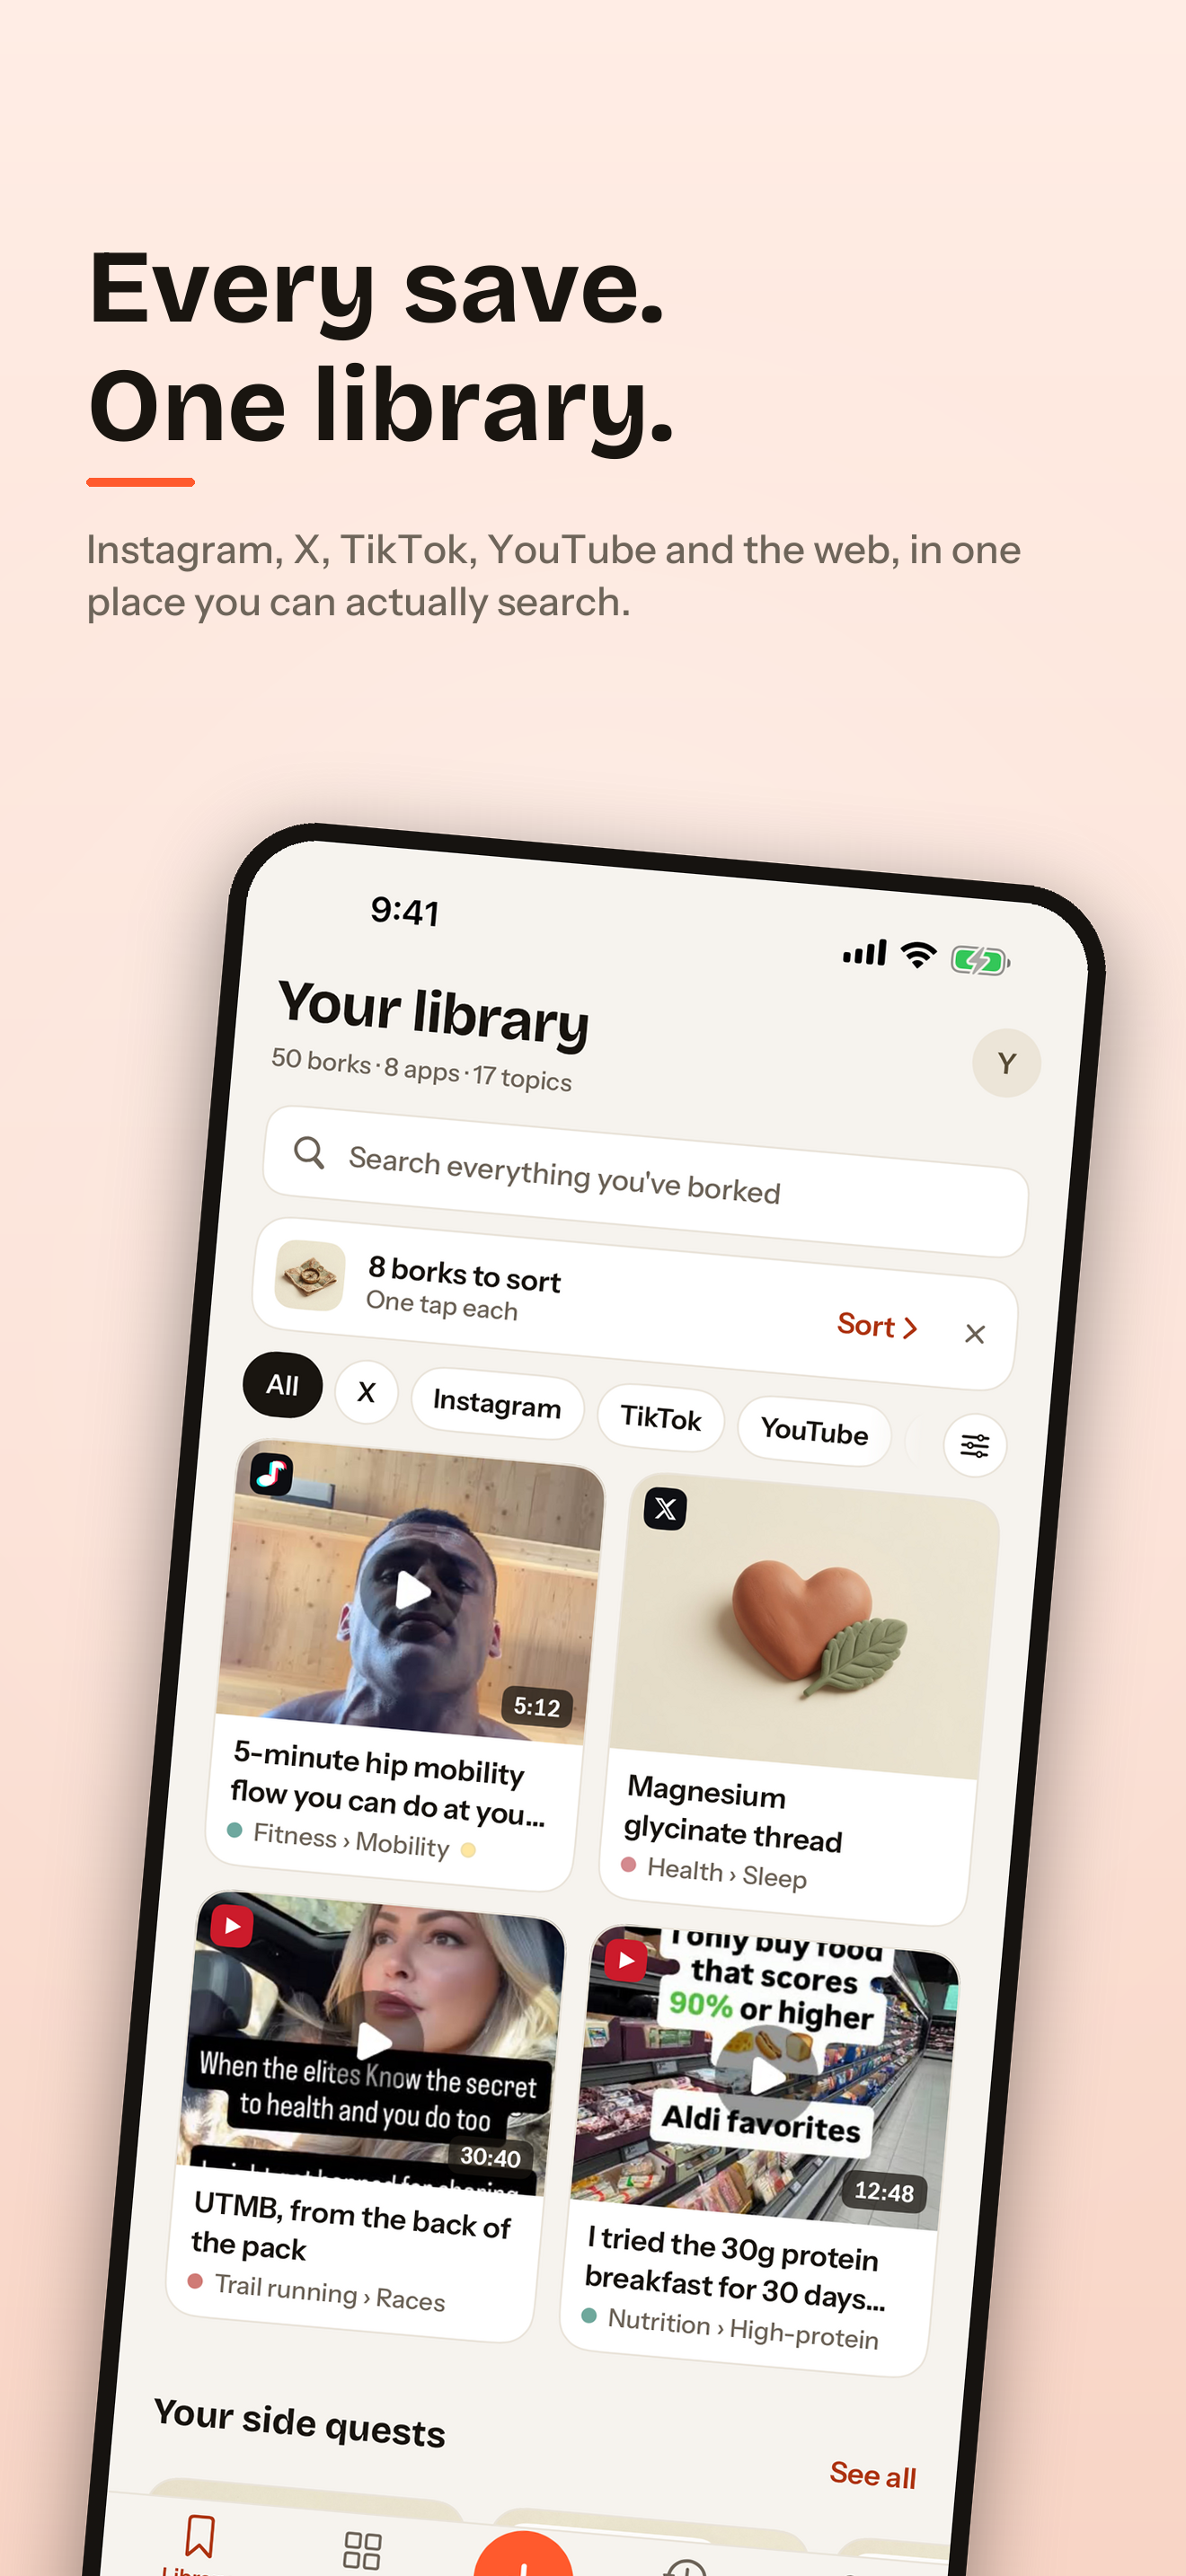 Every save.
One library.
Instagram, X, TikTok, YouTube and the web, in one
place you can actually search.
9:41
Your library
50 borks · 8 apps · 17 topics
Y
Search everything you've borked
8 borks to sort
One tap each
Sort
All
X
Instagram
TikTok
YouTube
5:12
5-minute hip mobility
flow you can do at you...
Fitness › Mobility
Magnesium
glycinate thread
Health › Sleep
When the elites Know the secret
to health and you do too
30:40
UTMB, from the back of
the pack
Trail running › Races
I only buy food
that scores
90% or higher
Aldi favorites
12:48
I tried the 30g protein
breakfast for 30 days...
Nutrition › High-protein
Your side quests
See all